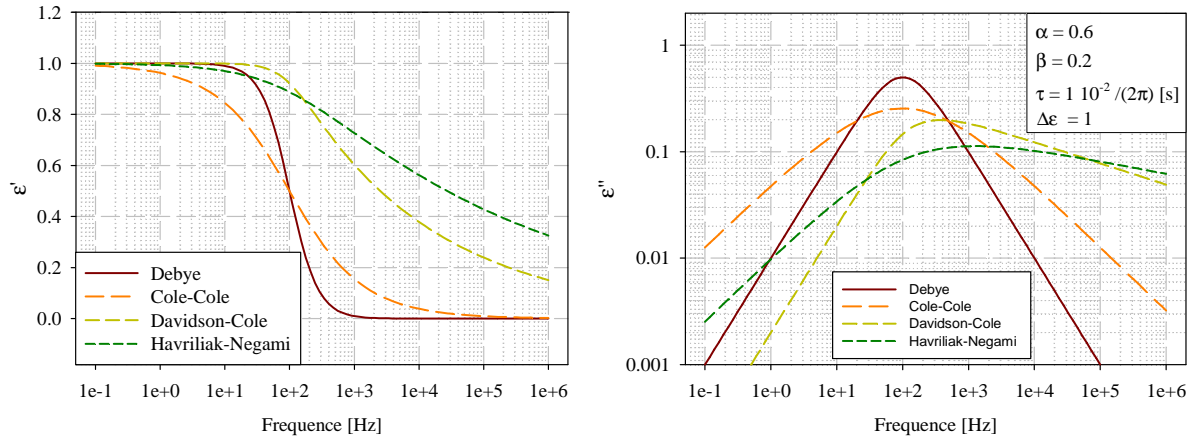 ε'
1.0
0.8
0.6
0.4
0.2
0.0
Debye
Cole-Cole
Davidson-Cole
Havriliak-Negami
1e-1 1e+0 1e+1 1e+2 1e+3 1e+4 1e+5 1e+6
Frequence [Hz]
ε''
1
0.1
0.01
0.001
α = 0.6
β = 0.2
τ = 1 10⁻² /(2π) [s]
Δε = 1
Debye
Cole-Cole
Davidson-Cole
Havriliak-Negami
1e-1 1e+0 1e+1 1e+2 1e+3 1e+4 1e+5 1e+6
Frequence [Hz]